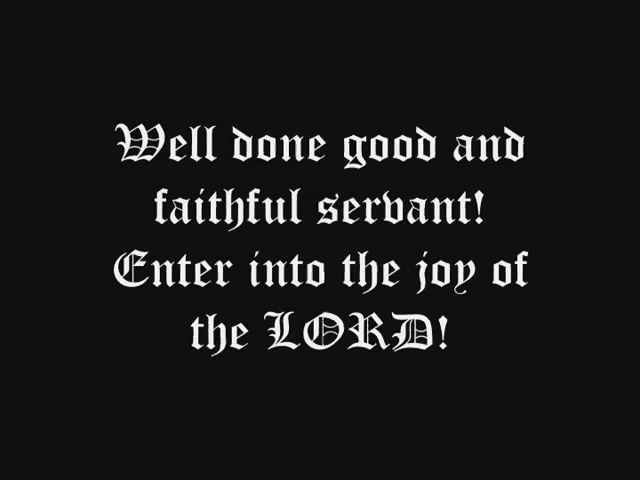 Well done good and
faithful servant!
Enter into the joy of
the LORD!